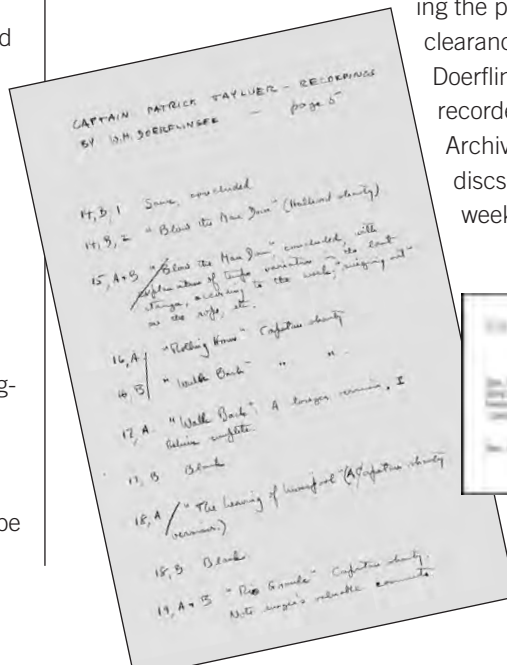 d
g-
be
CAPTAIN PATRICK TAYLUER – RECORDINGS
BY W.M. DOERFLINGER — page 5
14, B, 1 Same, concluded
14, B, 2 "Blow the Man Down" (Halliard shanty)
15, A+B "Blow the Man Down" concluded, with
explanation of tempo variation in the last
stanza, according to the work, "singing out"
on the rope, etc.
16, A "Rolling Home" Capstan shanty
16, B "Walk Back" " "
17, A "Walk Back". A longer version, I
believe complete.
17, B Blank
18, A "The Leaving of Liverpool" (A Capstan shanty
version.)
18, B Blank
19, A+B "Rio Grande" Capstan shanty.
Note singer's valuable comments
ing the p
clearanc
Doerflin
recorde
Archiv
discs
week